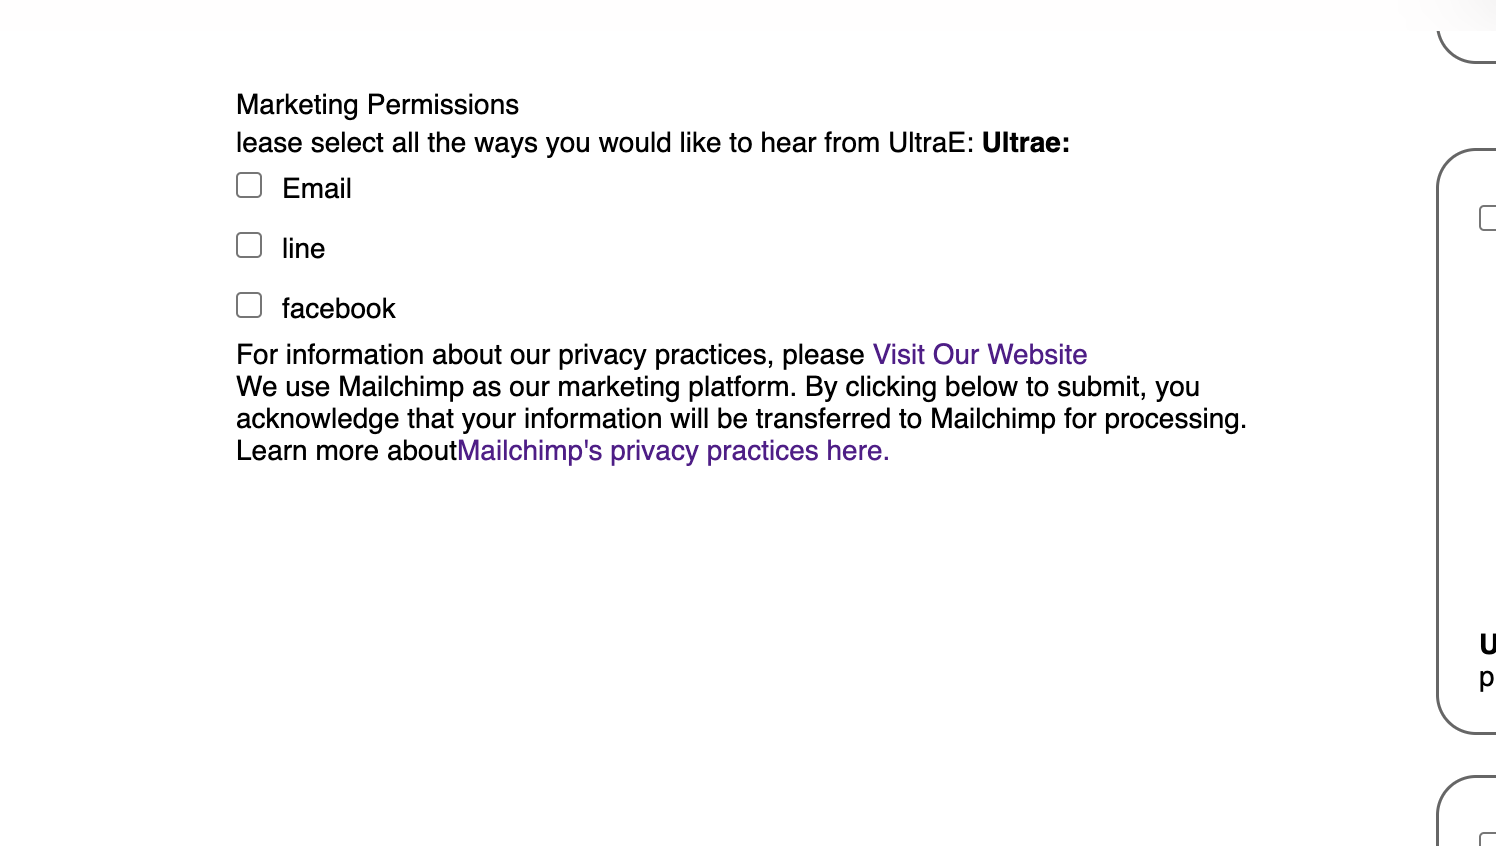 Marketing Permissions
lease select all the ways you would like to hear from UltraE: Ultrae:
Email
line
facebook
For information about our privacy practices, please Visit Our Website
We use Mailchimp as our marketing platform. By clicking below to submit, you
acknowledge that your information will be transferred to Mailchimp for processing.
Learn more aboutMailchimp's privacy practices here.
U
p